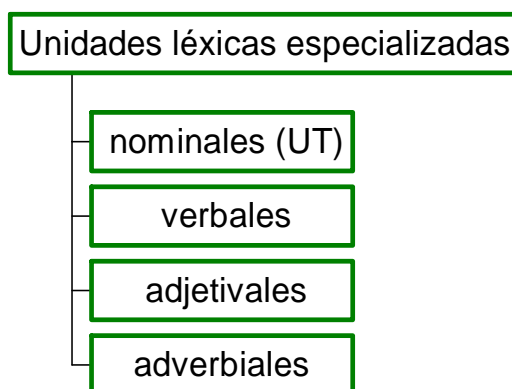 Unidades léxicas especializadas
nominales (UT)
verbales
adjetivales
adverbiales